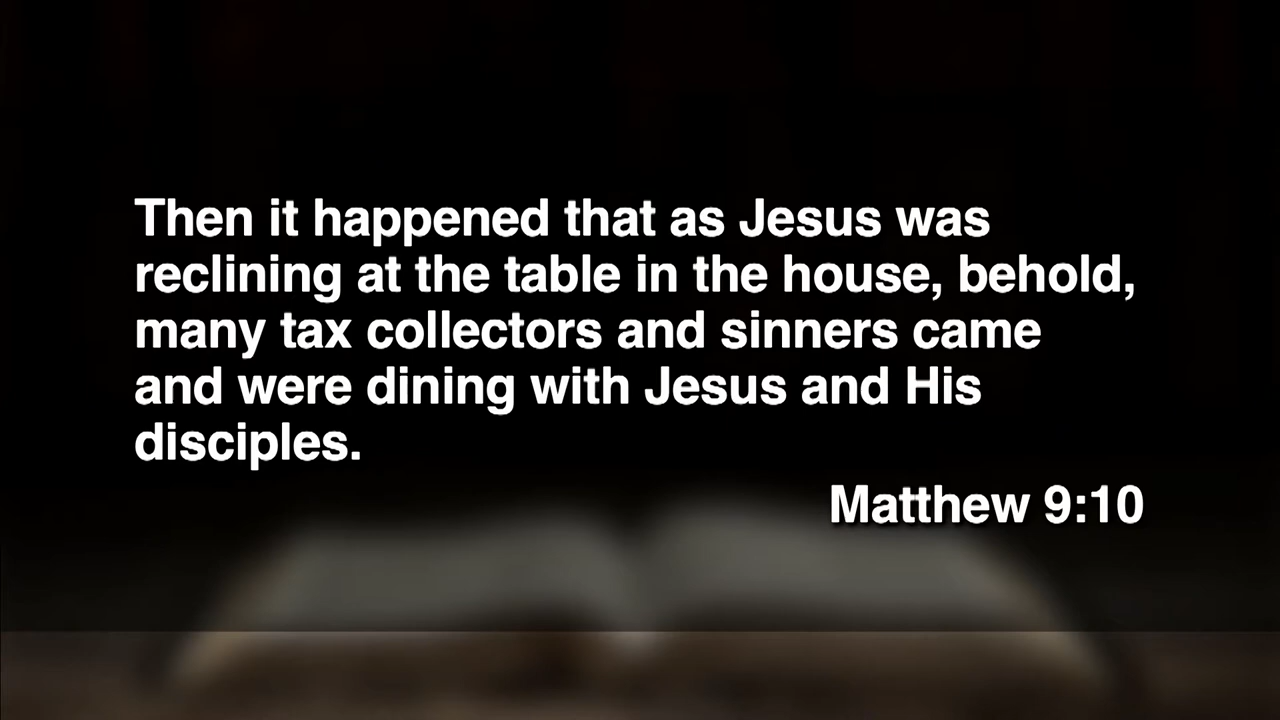 Then it happened that as Jesus was
reclining at the table in the house, behold,
many tax collectors and sinners came
and were dining with Jesus and His
disciples.
Matthew 9:10